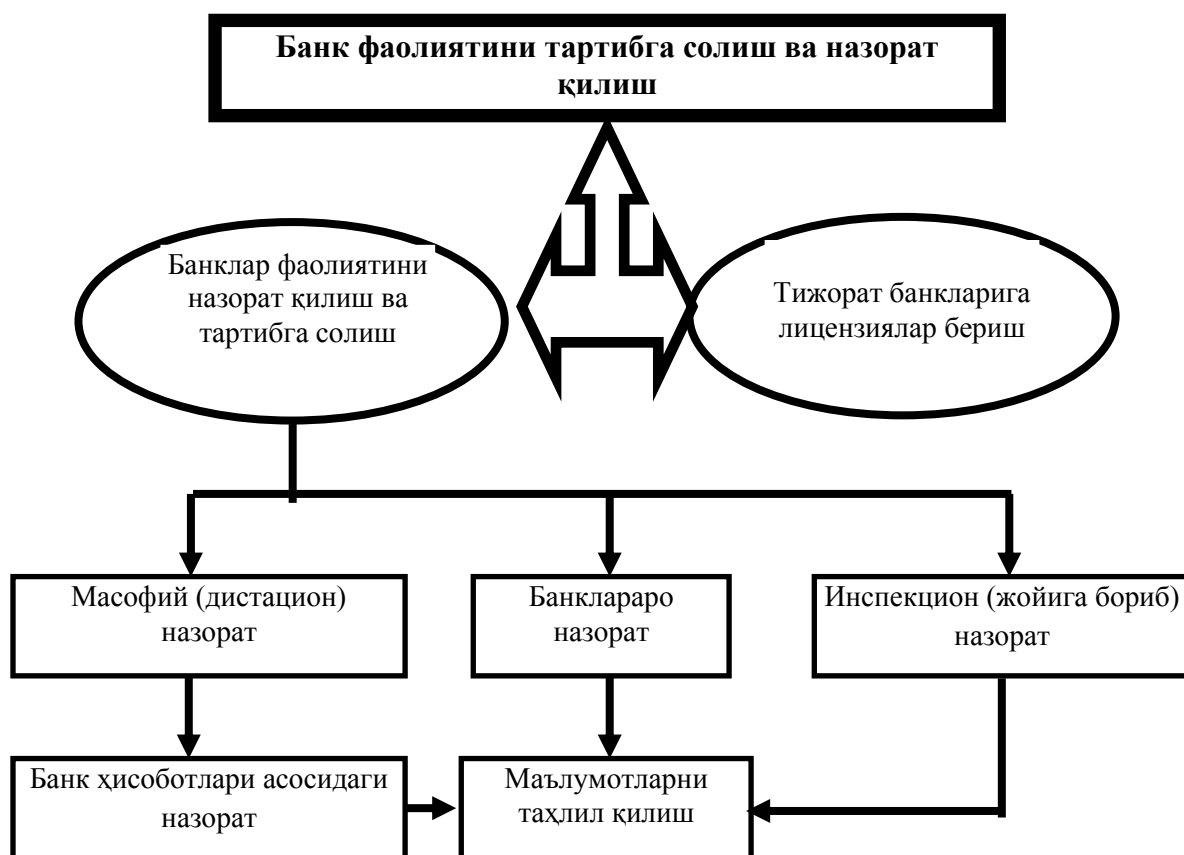 Банк фаолиятини тартибга солиш ва назорат
қилиш
Банклар фаолиятини
назорат қилиш ва
тартибга солиш
Тижорат банкларига
лицензиялар бериш
Масофий (дистацион)
назорат
Банклараро
назорат
Инспекцион (жойига бориб)
назорат
Банк ҳисоботлари асосидаги
назорат
Маълумотларни
таҳлил қилиш